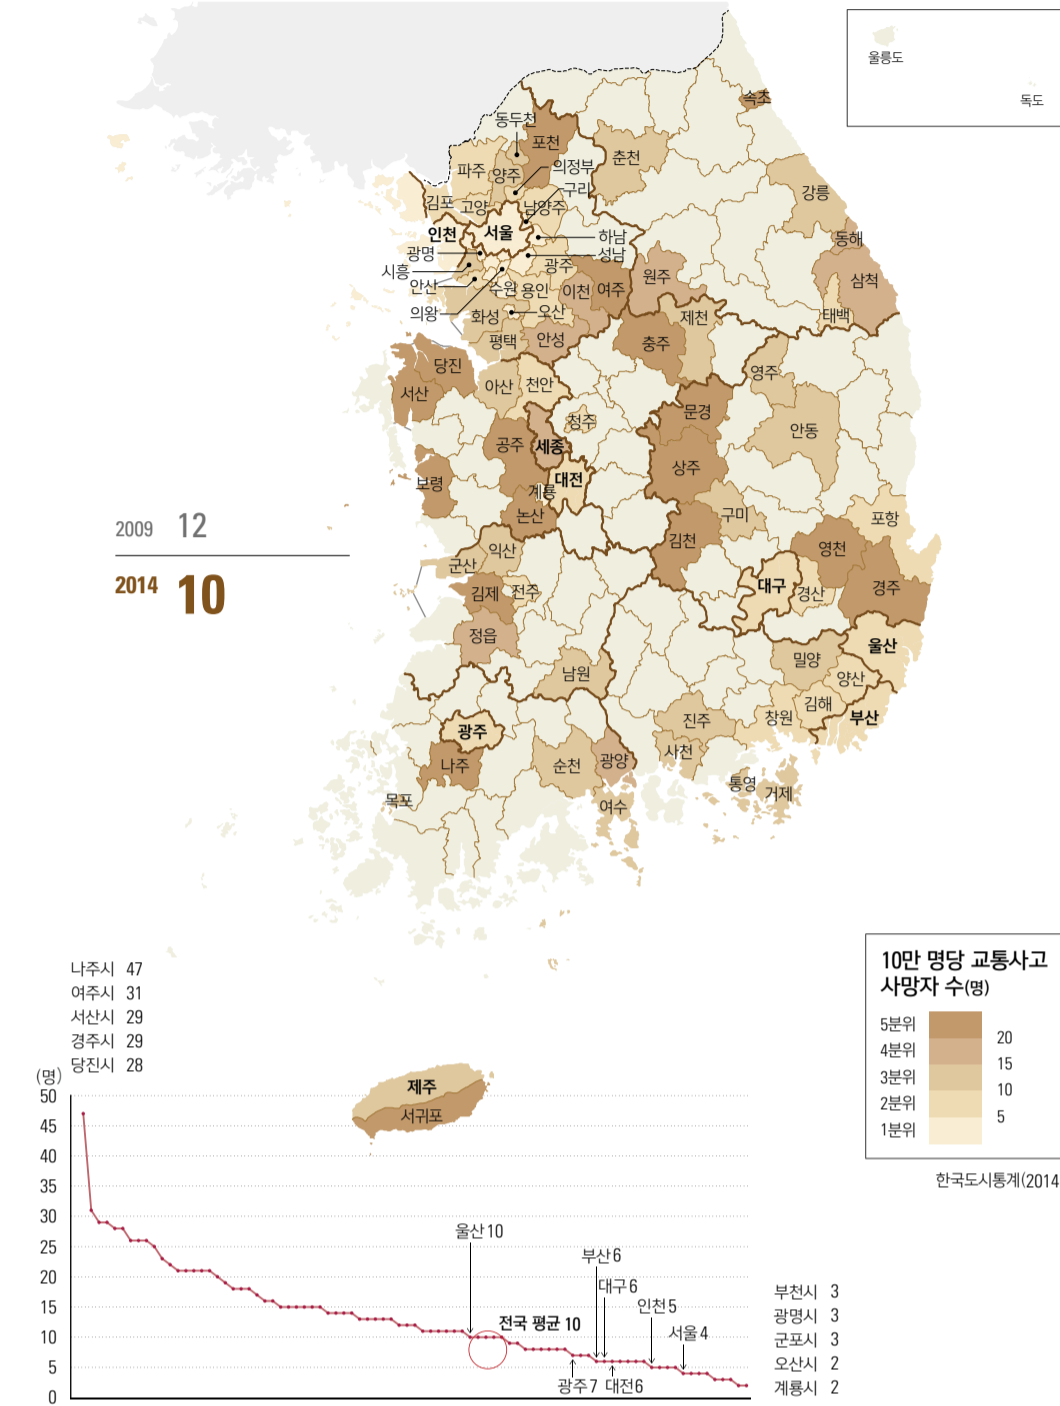 울릉도
독도
속초
동두천
포천
춘천
의정부
파주
양주
구리
강릉
김포
고양
남양주
인천
서울
하남
동해
광명
성남
시흥
광주
안산
원주
삼척
수원
용인
이천
여주
의왕
화성
오산
제천
태백
평택
안성
충주
당진
영주
서산
아산
천안
문경
청주
안동
공주
세종
상주
대전
보령
계룡
논산
구미
포항
2009 12
익산
김천
영천
군산
2014 10
김제
전주
대구
경산
경주
정읍
울산
밀양
남원
양산
김해
진주
창원
부산
광주
사천
나주
순천
광양
통영
거제
목포
여수
10만 명당 교통사고
사망자 수(명)
5분위
20
4분위
15
3분위
10
2분위
5
1분위
한국도시통계(2014
나주시 47
여주시 31
서산시 29
경주시 29
당진시 28
제주
서귀포
(명)
50
45
40
35
30
25
20
15
10
5
0
울산 10
부산 6
대구 6
인천 5
전국 평균 10
서울 4
광주 7
대전 6
부천시 3
광명시 3
군포시 3
오산시 2
계룡시 2